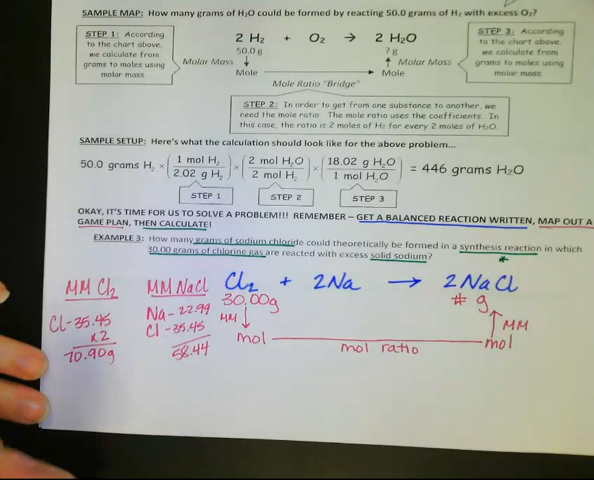 SAMPLE MAP: How many grams of H₂O could be formed by reacting 50.0 grams of H₂ with excess O₂?
STEP 1: According to the chart above, we calculate from grams to moles using molar mass.
2 H₂ + O₂ → 2 H₂O
50.0 g ? g
Molar Mass ↓ ↑ Molar Mass
Mole → Mole
Mole Ratio "Bridge"
STEP 3: According to the chart above, we calculate from grams to moles using molar mass.
STEP 2: In order to get from one substance to another, we
need the mole ratio. The mole ratio uses the coefficients. In
this case, the ratio is 2 moles of H₂ for every 2 moles of H₂O.
SAMPLE SETUP: Here's what the calculation should look like for the above problem...
50.0 grams H₂ × (1 mol H₂ / 2.02 g H₂) × (2 mol H₂O / 2 mol H₂) × (18.02 g H₂O / 1 mol H₂O) = 446 grams H₂O
STEP 1 STEP 2 STEP 3
OKAY, IT'S TIME FOR US TO SOLVE A PROBLEM!!! REMEMBER – GET A BALANCED REACTION WRITTEN, MAP OUT A
GAME PLAN, THEN CALCULATE!
EXAMPLE 3: How many grams of sodium chloride could theoretically be formed in a synthesis reaction in which
30.00 grams of chlorine gas are reacted with excess solid sodium? *
MM Cl₂ MM NaCl Cl₂ + 2Na → 2NaCl
30.00g # g
Cl-35.45 Na-22.99 MM ↓ ↑ MM
x2 Cl-35.45 mol mol ratio mol
70.90g 58.44